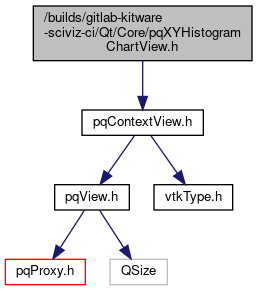 /builds/gitlab-kitware
-sciviz-ci/Qt/Core/pqXYHistogram
ChartView.h
pqContextView.h
pqView.h
vtkType.h
pqProxy.h
QSize